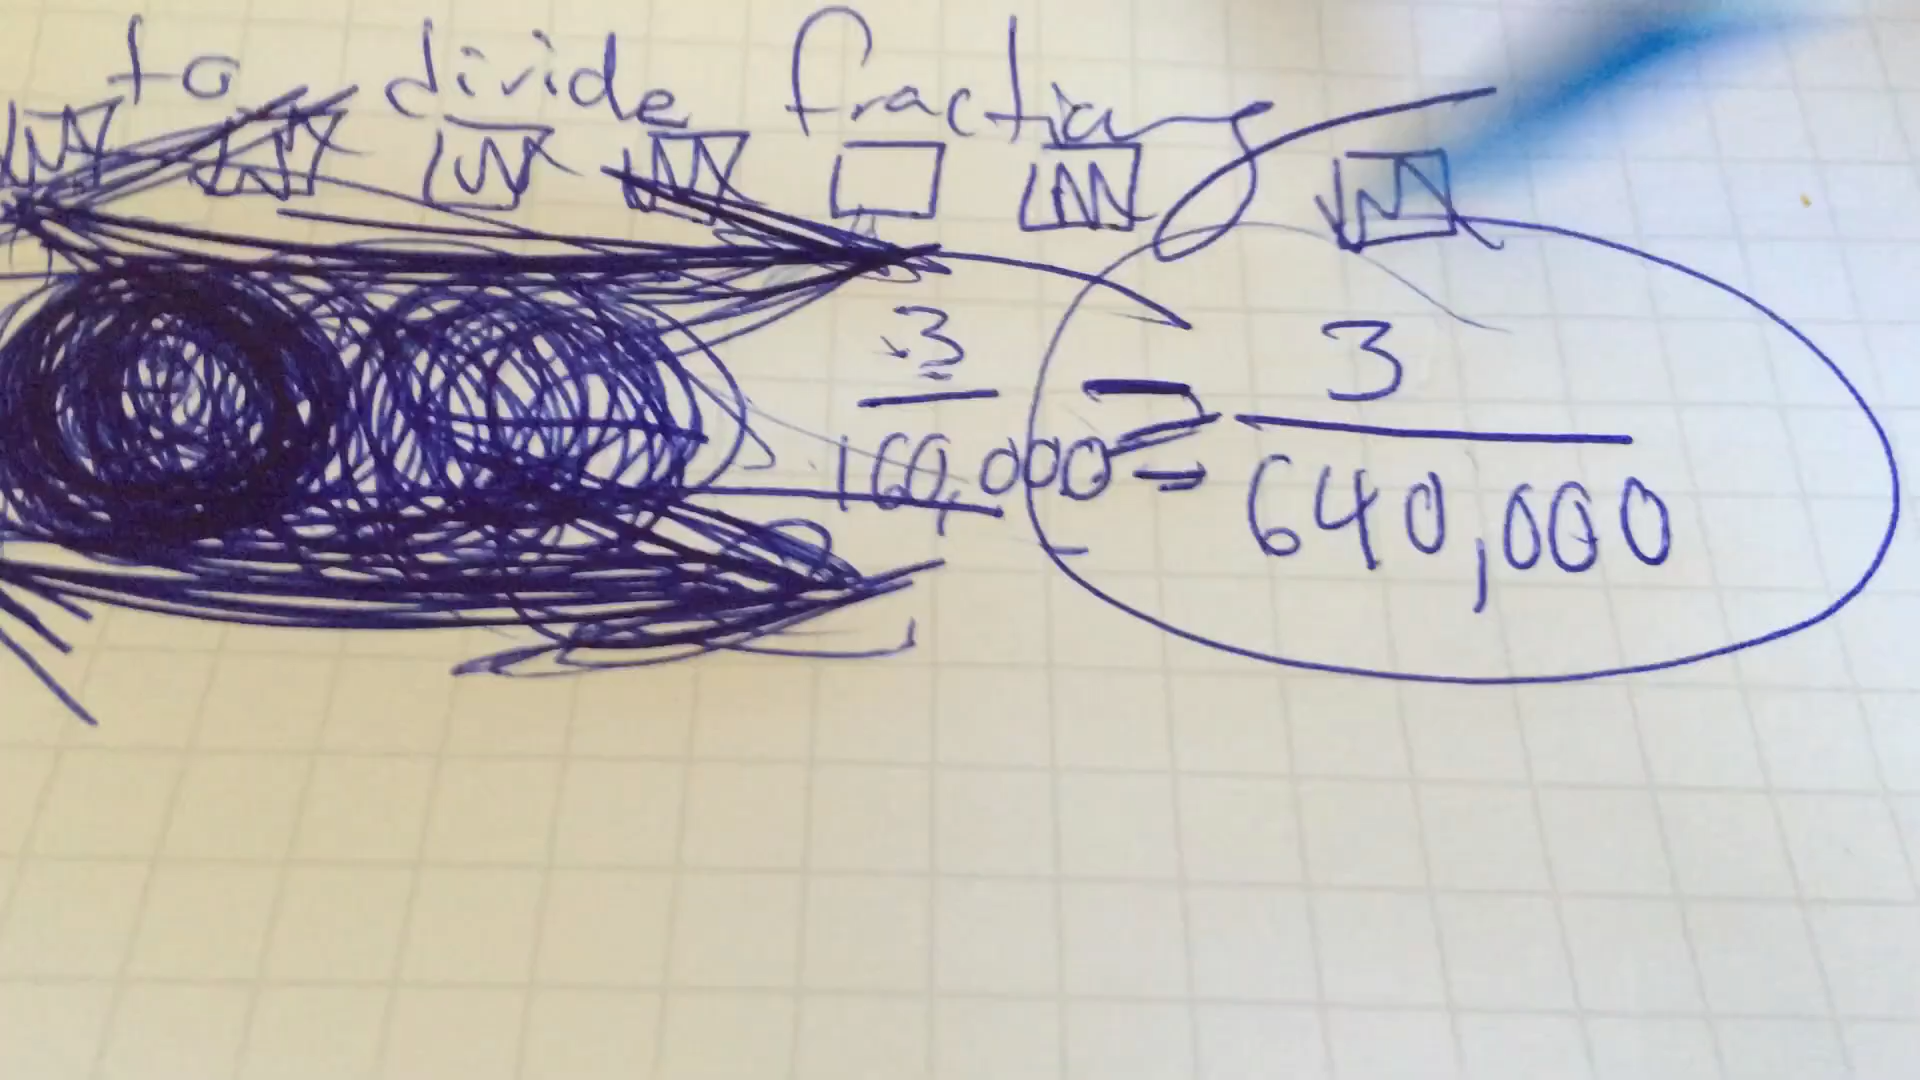 to divide fractions
3 = 3
160,000 = 640,000